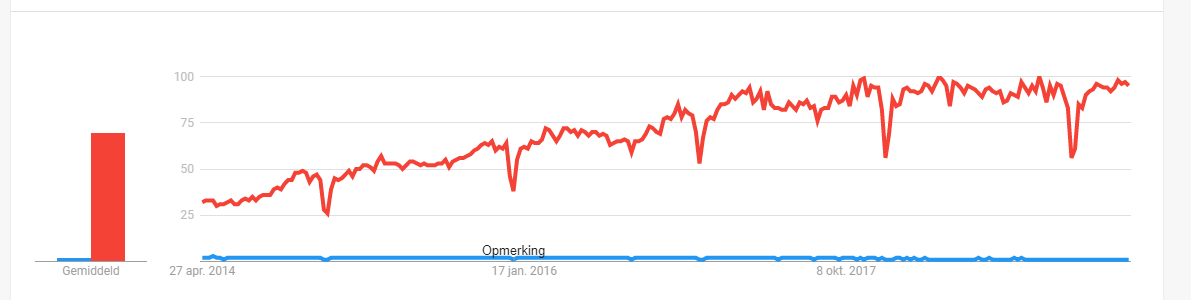 100
75
50
25
Opmerking
Gemiddeld
27 apr. 2014
17 jan. 2016
8 okt. 2017